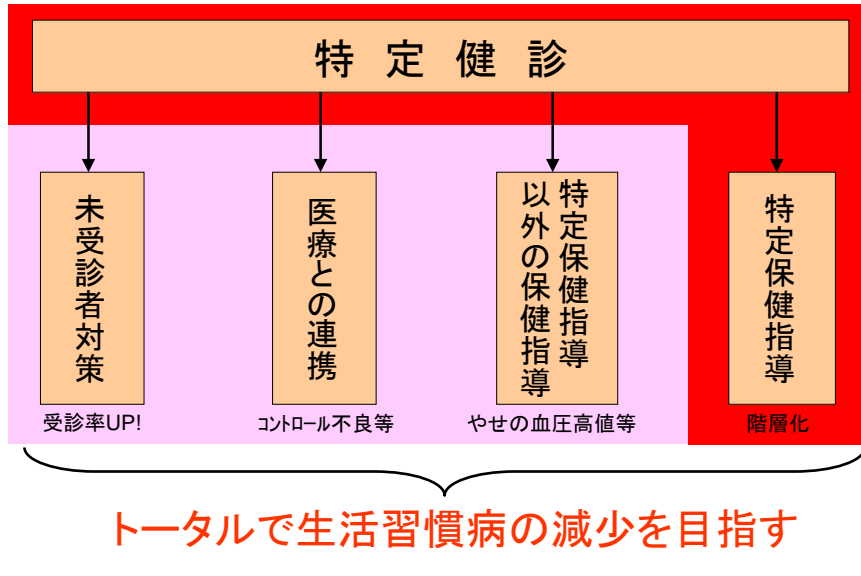 特定健診
未受診者対策
受診率UP!
医療との連携
コントロール不良等
特定保健指導
以外の保健指導
やせの血圧高値等
特定保健指導
階層化
トータルで生活習慣病の減少を目指す